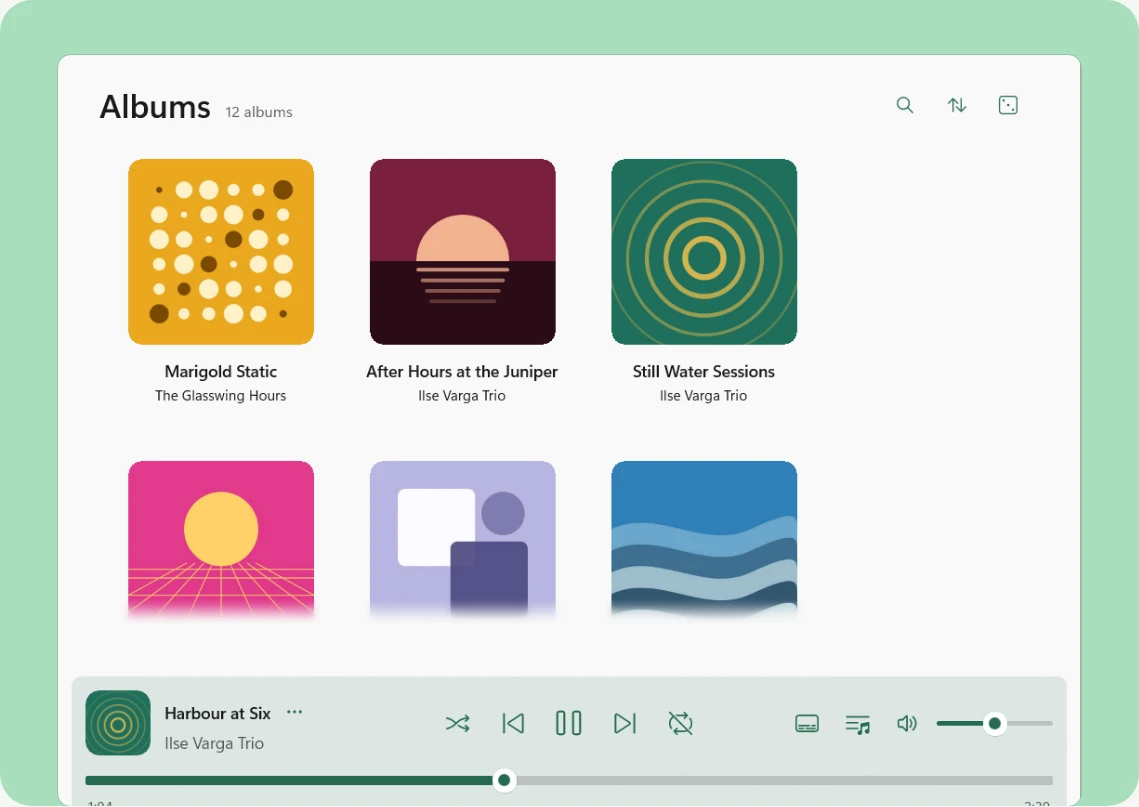 Albums 12 albums
Marigold Static
The Glasswing Hours
After Hours at the Juniper
Ilse Varga Trio
Still Water Sessions
Ilse Varga Trio
Harbour at Six
Ilse Varga Trio